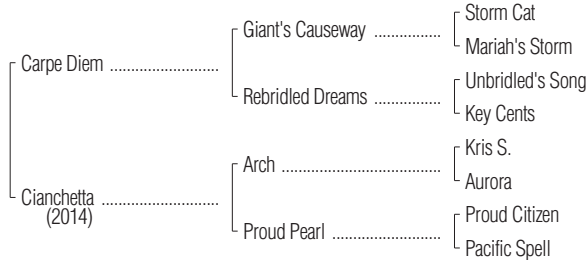 Storm Cat
Giant's Causeway
Mariah's Storm
Carpe Diem
Unbridled's Song
Rebridled Dreams
Key Cents
Kris S.
Arch
Aurora
Cianchetta
(2014)
Proud Citizen
Proud Pearl
Pacific Spell